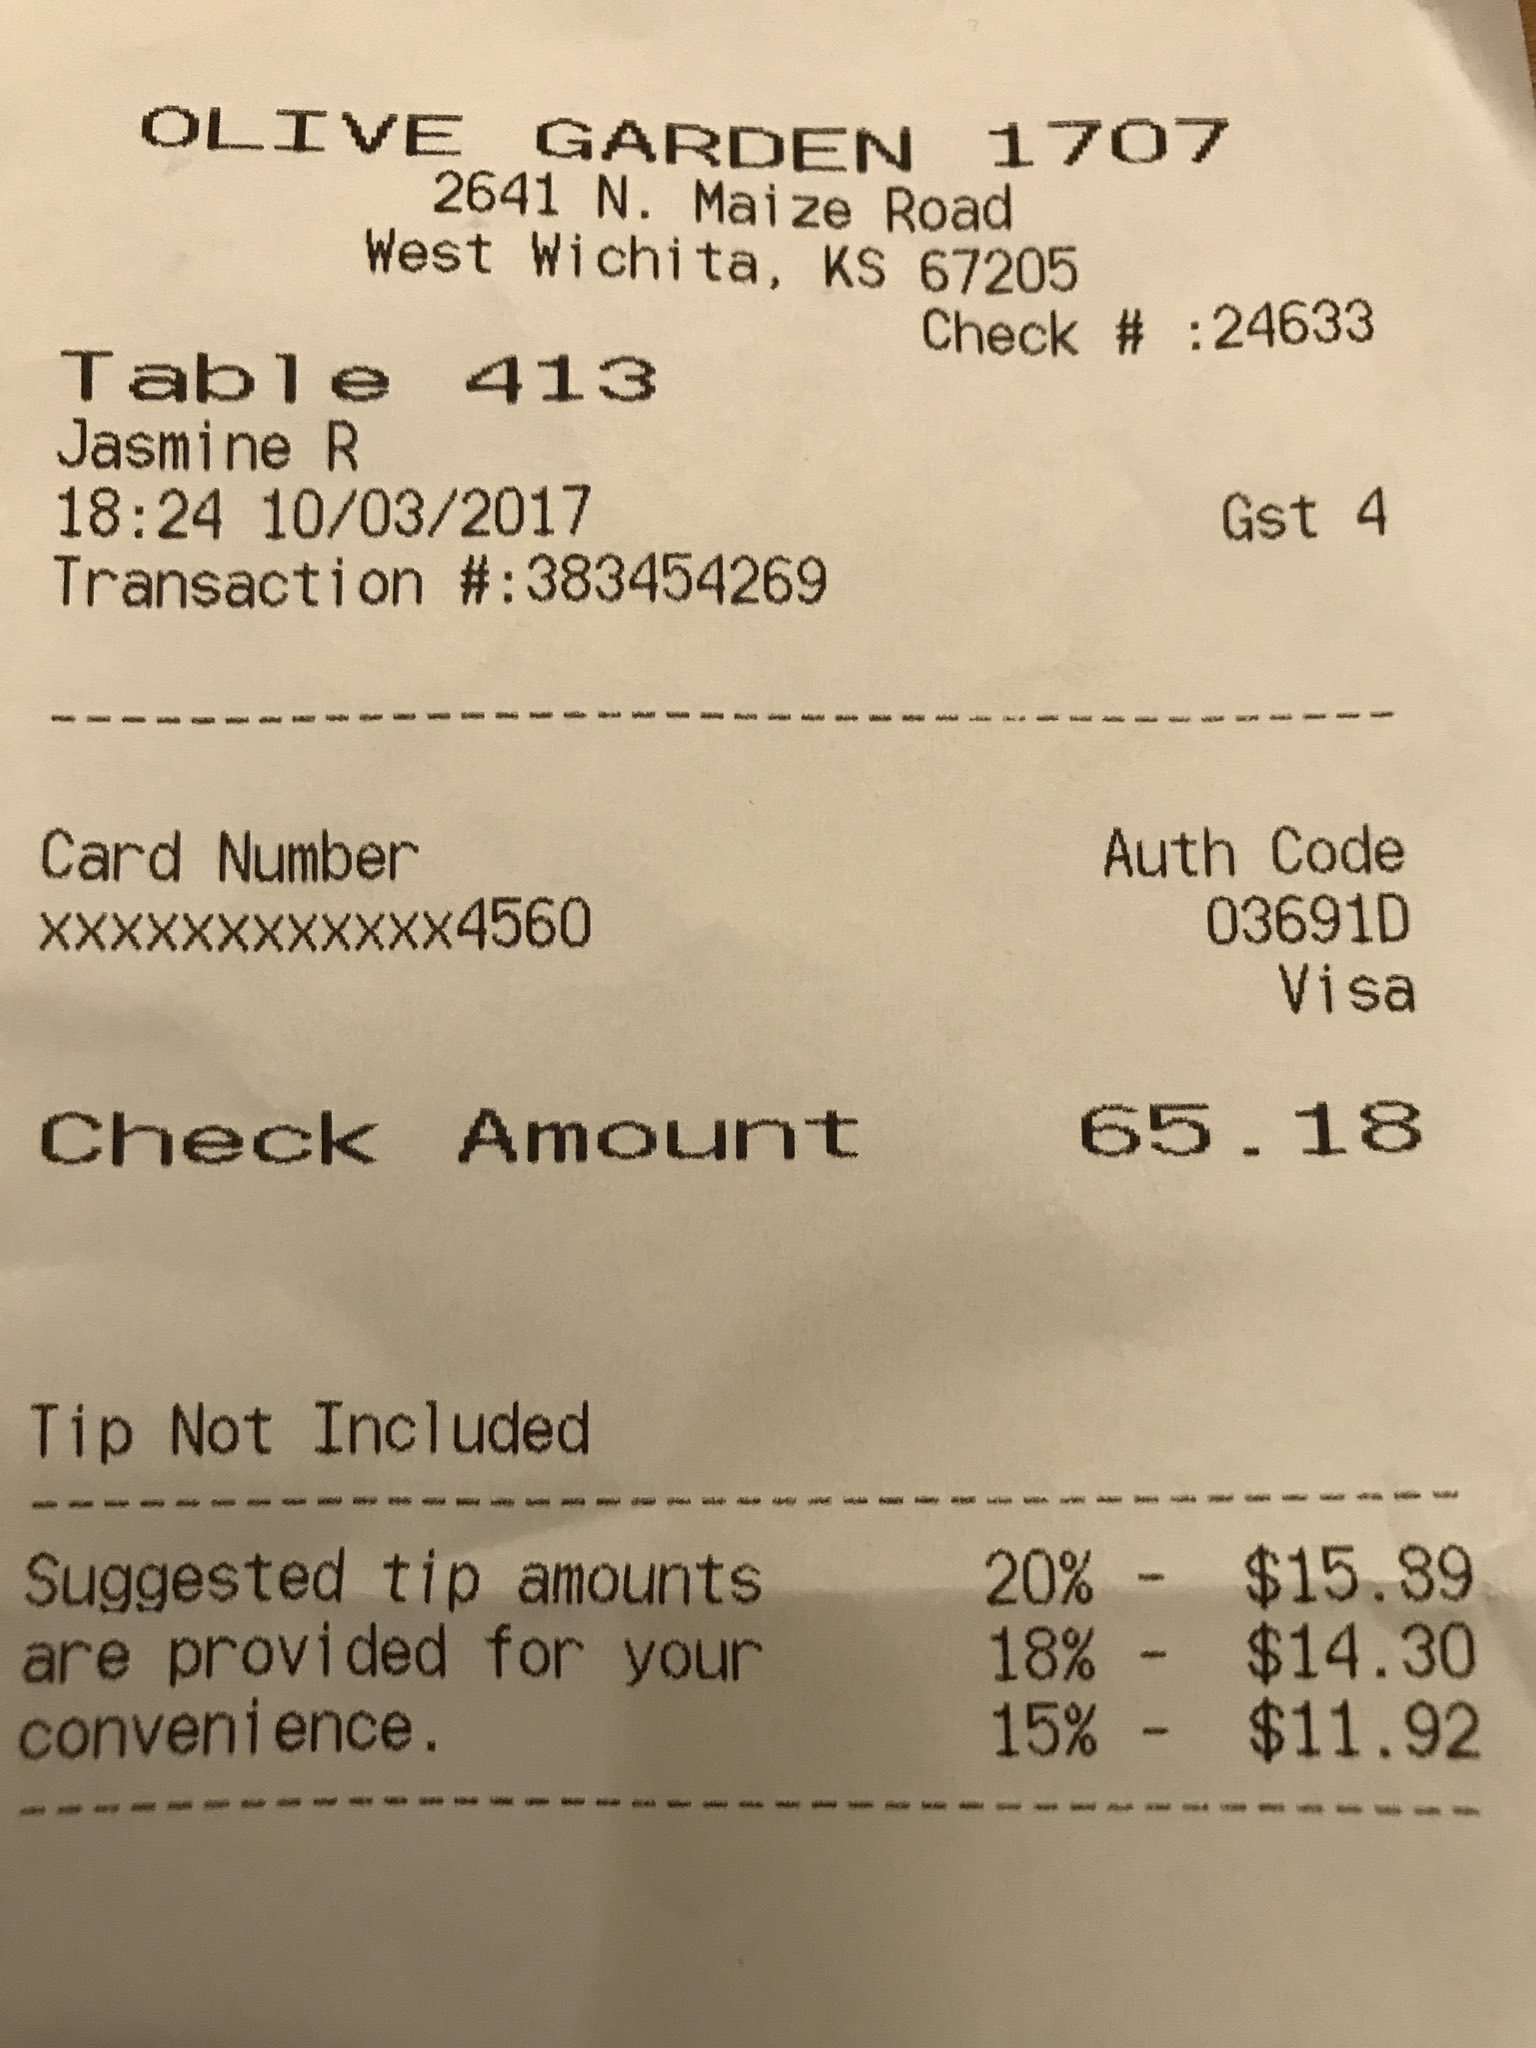 OLIVE GARDEN 1707
2641 N. Maize Road
West Wichita, KS 67205
Check # :24633
Table 413
Jasmine R
18:24 10/03/2017 Gst 4
Transaction #:383454269
Card Number Auth Code
xxxxxxxxxxxx4560 03691D
Visa
Check Amount 65.18
Tip Not Included
Suggested tip amounts 20% - $15.89
are provided for your 18% - $14.30
convenience. 15% - $11.92